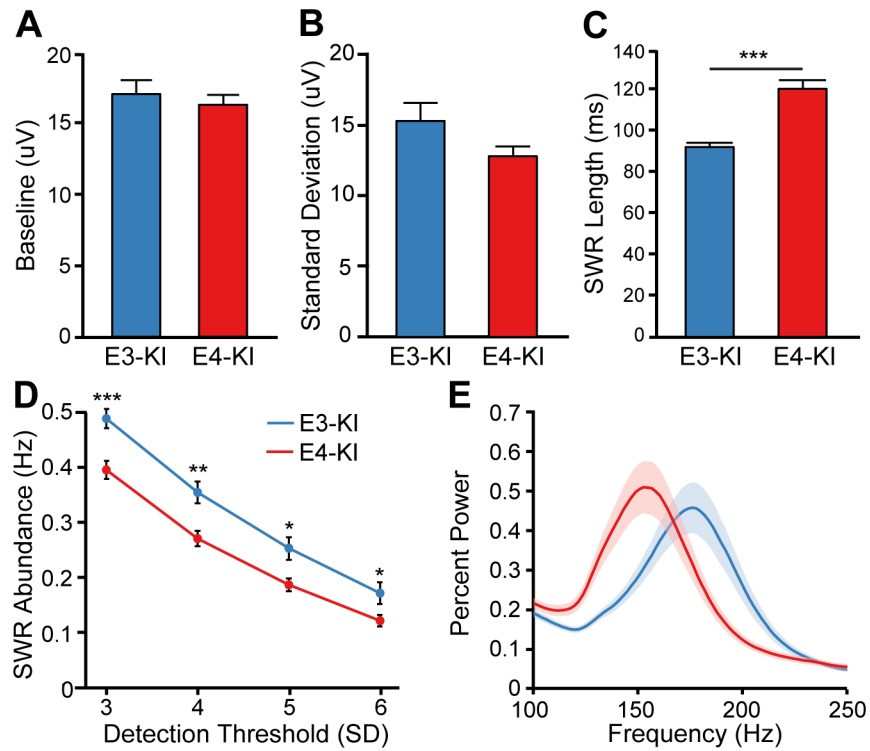 A
Baseline (uV)
20
15
10
5
0
E3-KI
E4-KI
B
Standard Deviation (uV)
20
15
10
5
0
E3-KI
E4-KI
C
SWR Length (ms)
140
120
100
80
60
40
20
0
***
E3-KI
E4-KI
D
SWR Abundance (Hz)
0.5
0.4
0.3
0.2
0.1
0
***
**
*
*
E3-KI
E4-KI
3
4
5
6
Detection Threshold (SD)
E
Percent Power
0.7
0.6
0.5
0.4
0.3
0.2
0.1
0
100
150
200
250
Frequency (Hz)